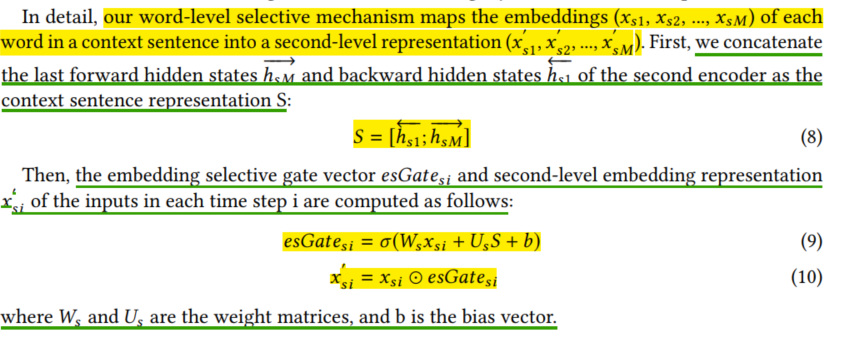 In detail, our word-level selective mechanism maps the embeddings (x_{s1}, x_{s2}, ..., x_{sM}) of each
word in a context sentence into a second-level representation (x'_{s1}, x'_{s2}, ..., x'_{sM}). First, we concatenate
the last forward hidden states \overrightarrow{h_{sM}} and backward hidden states \overleftarrow{h_{s1}} of the second encoder as the
context sentence representation S:
S = [\overleftarrow{h_{s1}}; \overrightarrow{h_{sM}}] (8)
Then, the embedding selective gate vector esGate_{si} and second-level embedding representation
x'_{si} of the inputs in each time step i are computed as follows:
esGate_{si} = σ(W_s x_{si} + U_s S + b) (9)
x'_{si} = x_{si} ⊙ esGate_{si} (10)
where W_s and U_s are the weight matrices, and b is the bias vector.